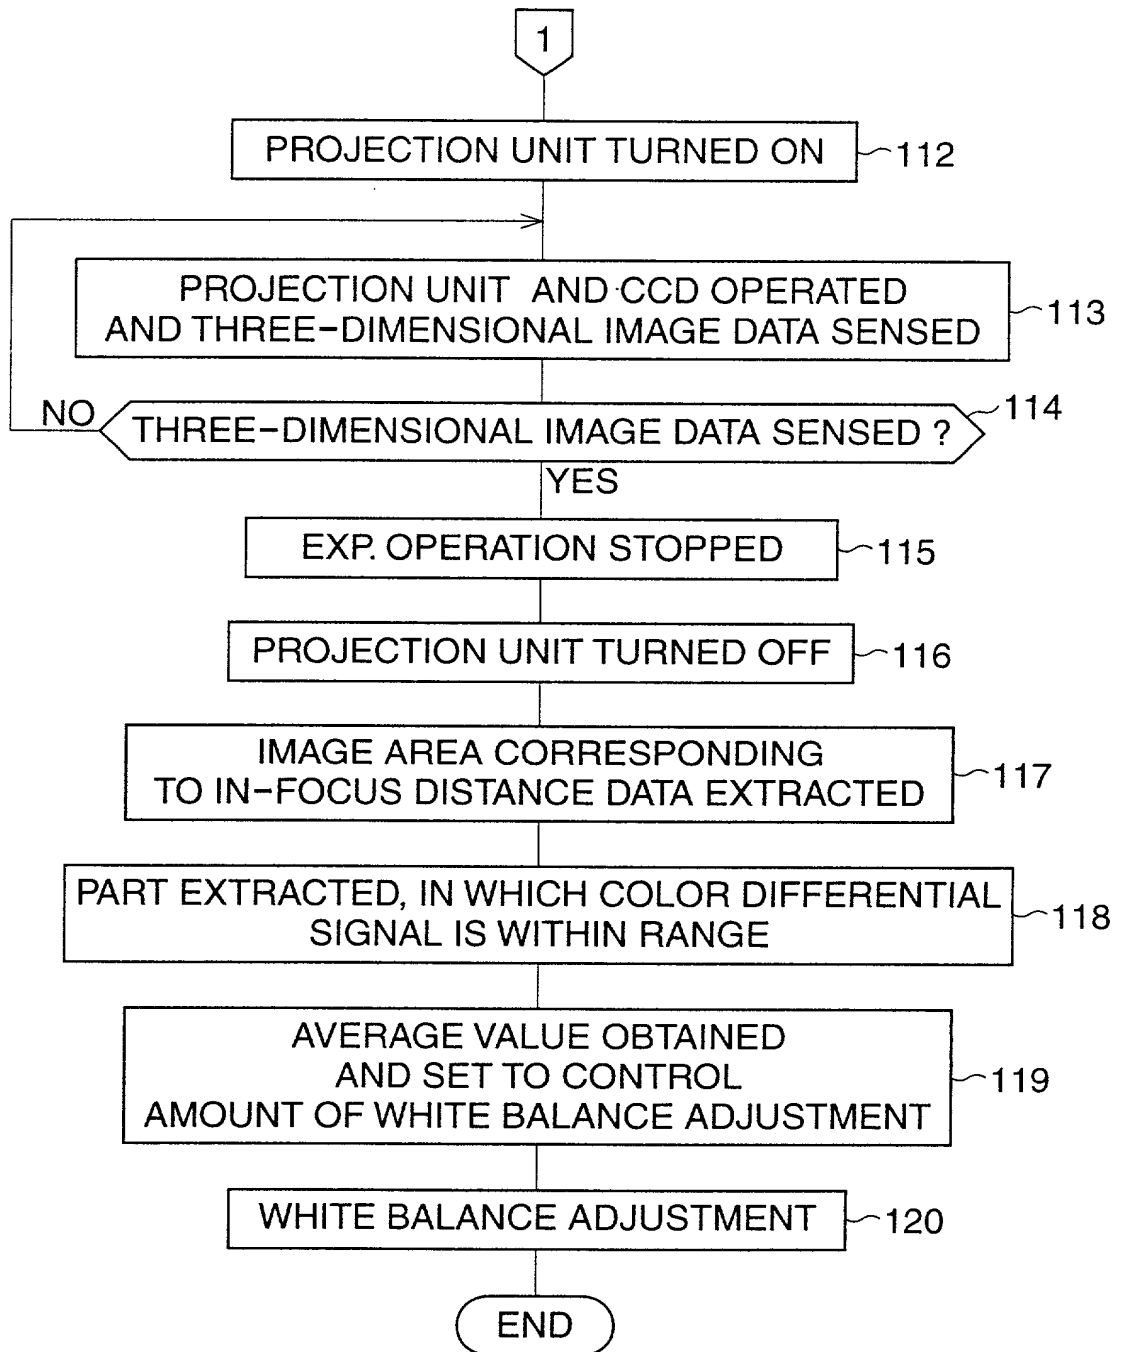 1
PROJECTION UNIT TURNED ON
112
PROJECTION UNIT AND CCD OPERATED
AND THREE-DIMENSIONAL IMAGE DATA SENSED
113
NO
THREE-DIMENSIONAL IMAGE DATA SENSED ?
114
YES
EXP. OPERATION STOPPED
115
PROJECTION UNIT TURNED OFF
116
IMAGE AREA CORRESPONDING
TO IN-FOCUS DISTANCE DATA EXTRACTED
117
PART EXTRACTED, IN WHICH COLOR DIFFERENTIAL
SIGNAL IS WITHIN RANGE
118
AVERAGE VALUE OBTAINED
AND SET TO CONTROL
AMOUNT OF WHITE BALANCE ADJUSTMENT
119
WHITE BALANCE ADJUSTMENT
120
END